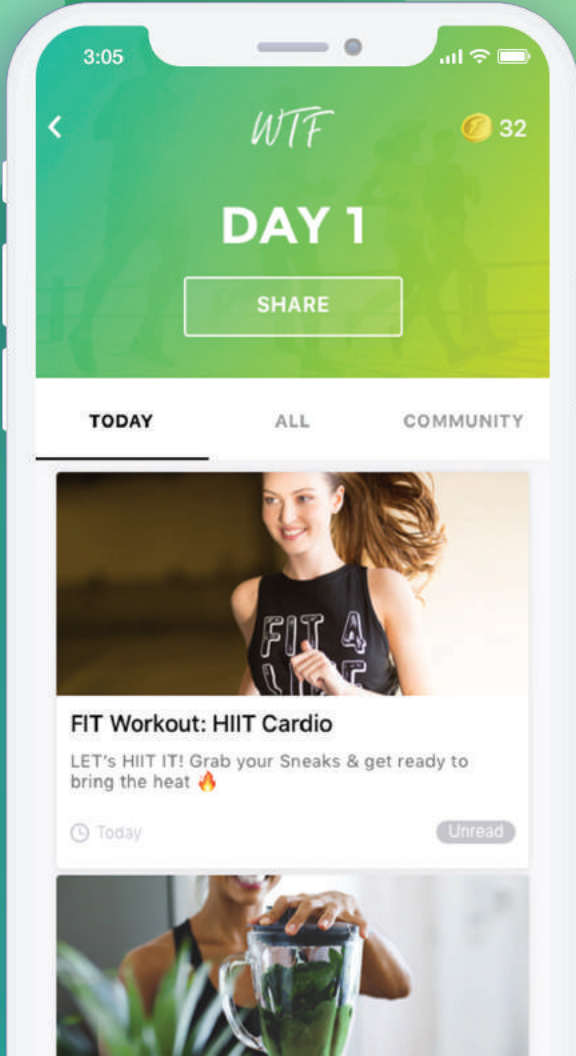 3:05
WTF
32
DAY 1
SHARE
TODAY ALL COMMUNITY
FIT 4
LIFE
FIT Workout: HIIT Cardio
LET's HIIT IT! Grab your Sneaks & get ready to
bring the heat 🔥
Today Unread